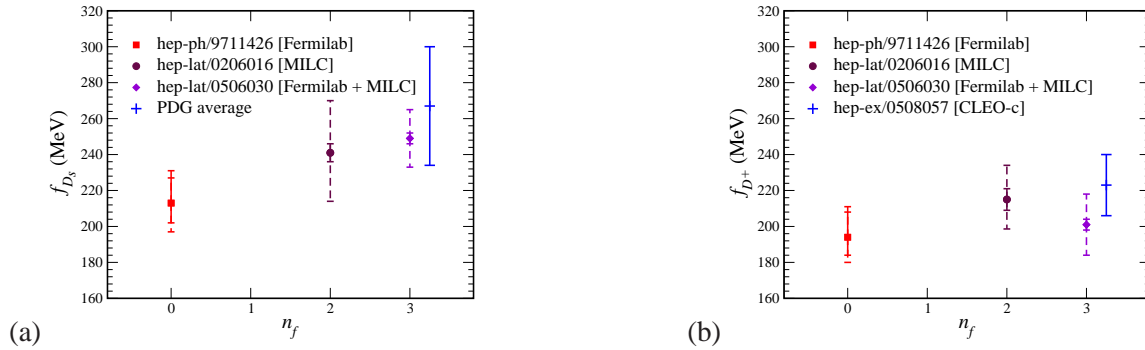 320
300
280
260
240
220
200
180
160
hep-ph/9711426 [Fermilab]
hep-lat/0206016 [MILC]
hep-lat/0506030 [Fermilab + MILC]
PDG average
f_{D_s} (MeV)
0 1 2 3
n_f
(a)
320
300
280
260
240
220
200
180
160
hep-ph/9711426 [Fermilab]
hep-lat/0206016 [MILC]
hep-lat/0506030 [Fermilab + MILC]
hep-ex/0508057 [CLEO-c]
f_{D^+} (MeV)
0 1 2 3
n_f
(b)